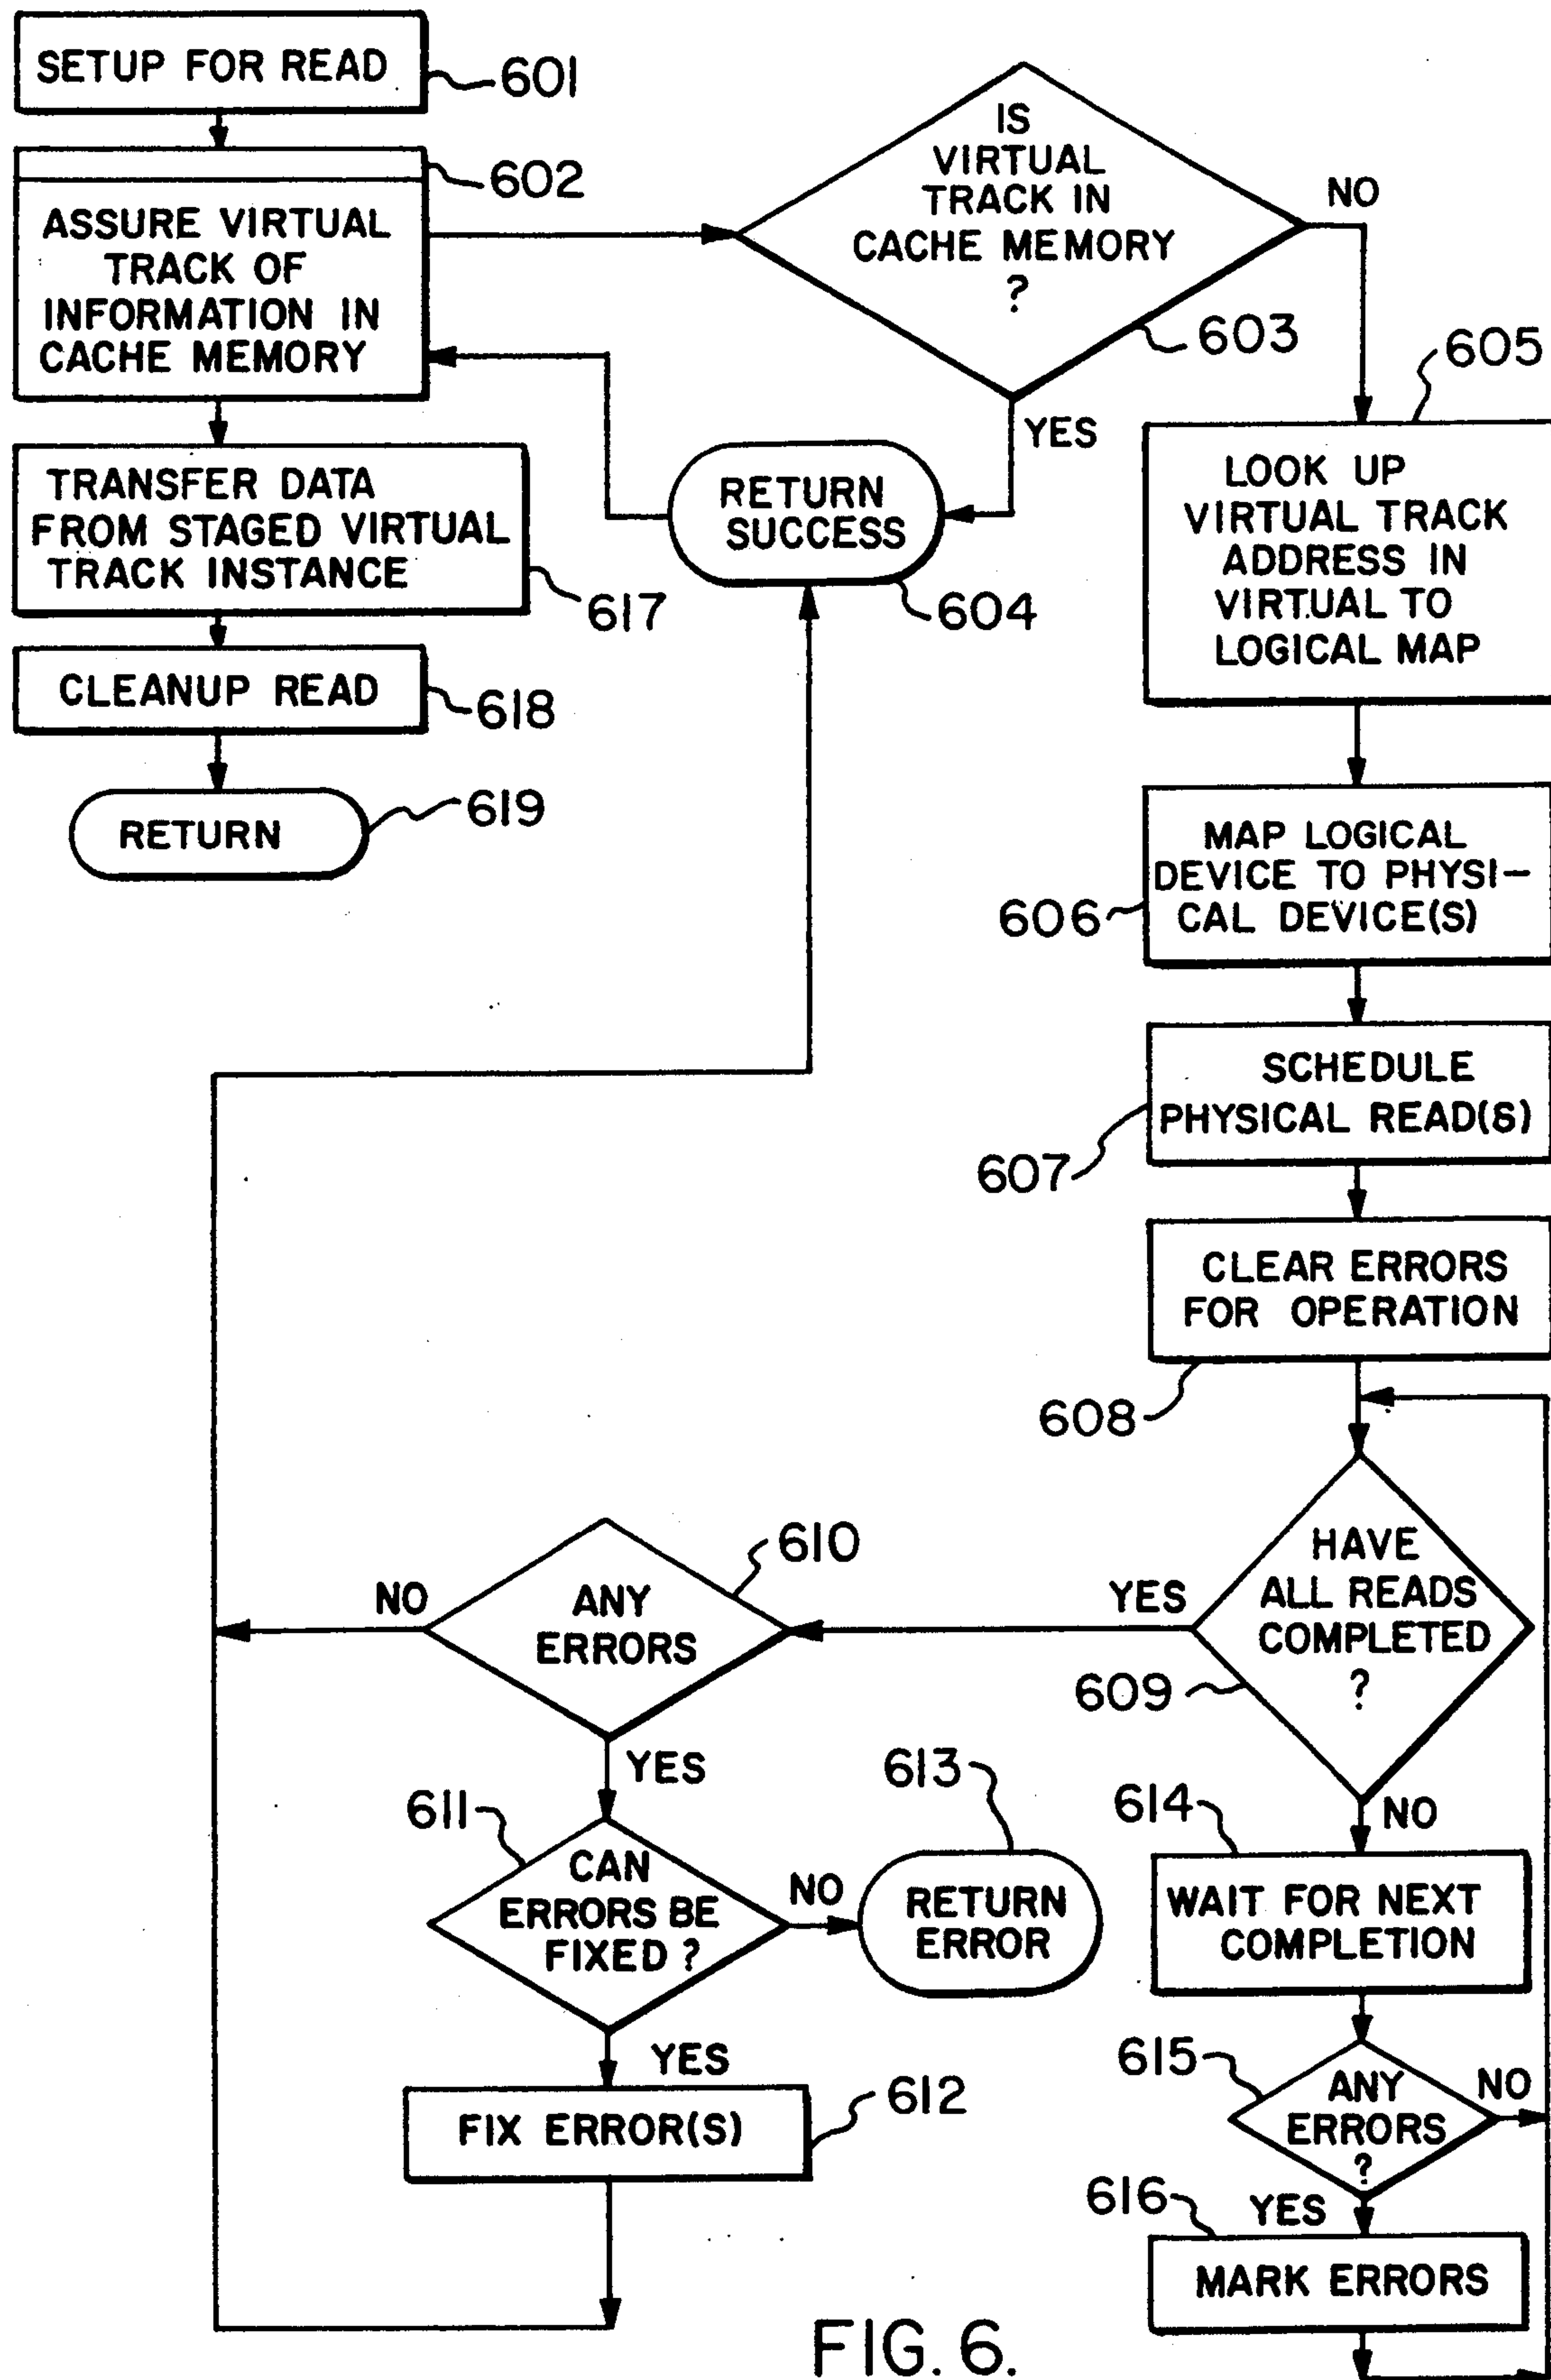 SETUP FOR READ
601
602
ASSURE VIRTUAL
TRACK OF
INFORMATION IN
CACHE MEMORY
IS
VIRTUAL
TRACK IN
CACHE MEMORY
?
603
NO
YES
RETURN
SUCCESS
604
605
LOOK UP
VIRTUAL TRACK
ADDRESS IN
VIRTUAL TO
LOGICAL MAP
TRANSFER DATA
FROM STAGED VIRTUAL
TRACK INSTANCE
617
CLEANUP READ
618
RETURN
619
MAP LOGICAL
DEVICE TO PHYSI-
CAL DEVICE(S)
606
SCHEDULE
PHYSICAL READ(S)
607
CLEAR ERRORS
FOR OPERATION
608
HAVE
ALL READS
COMPLETED
?
609
YES
NO
610
ANY
ERRORS
NO
YES
611
CAN
ERRORS BE
FIXED ?
NO
613
RETURN
ERROR
YES
FIX ERROR(S)
612
614
WAIT FOR NEXT
COMPLETION
615
ANY
ERRORS
?
NO
YES
616
MARK ERRORS
FIG. 6.